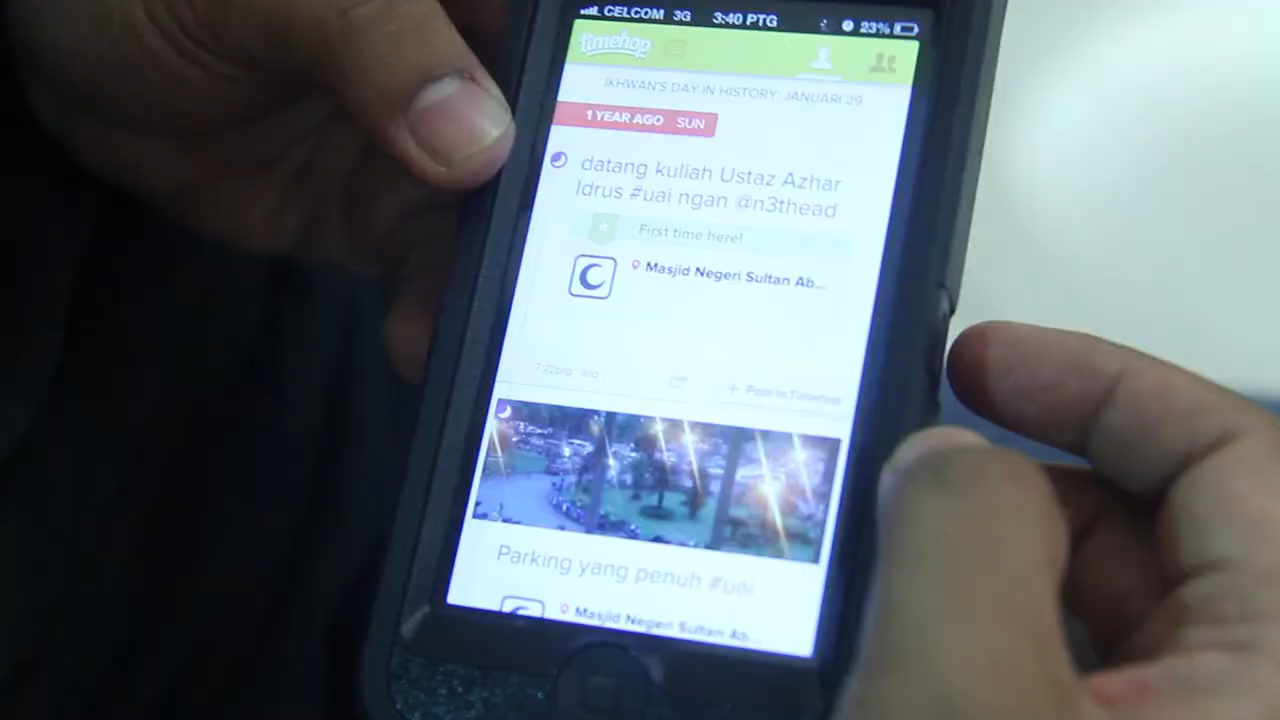 CELCOM 3G 3:40 PTG 23%
timehop
IKHWAN'S DAY IN HISTORY: JANUARI 29
1 YEAR AGO SUN
datang kuliah Ustaz Azhar
Idrus #uai ngan @n3thead
First time here!
Masjid Negeri Sultan Ab...
+ Post to Timehop
Parking yang penuh #uai
Masjid Negeri Sultan Ab...